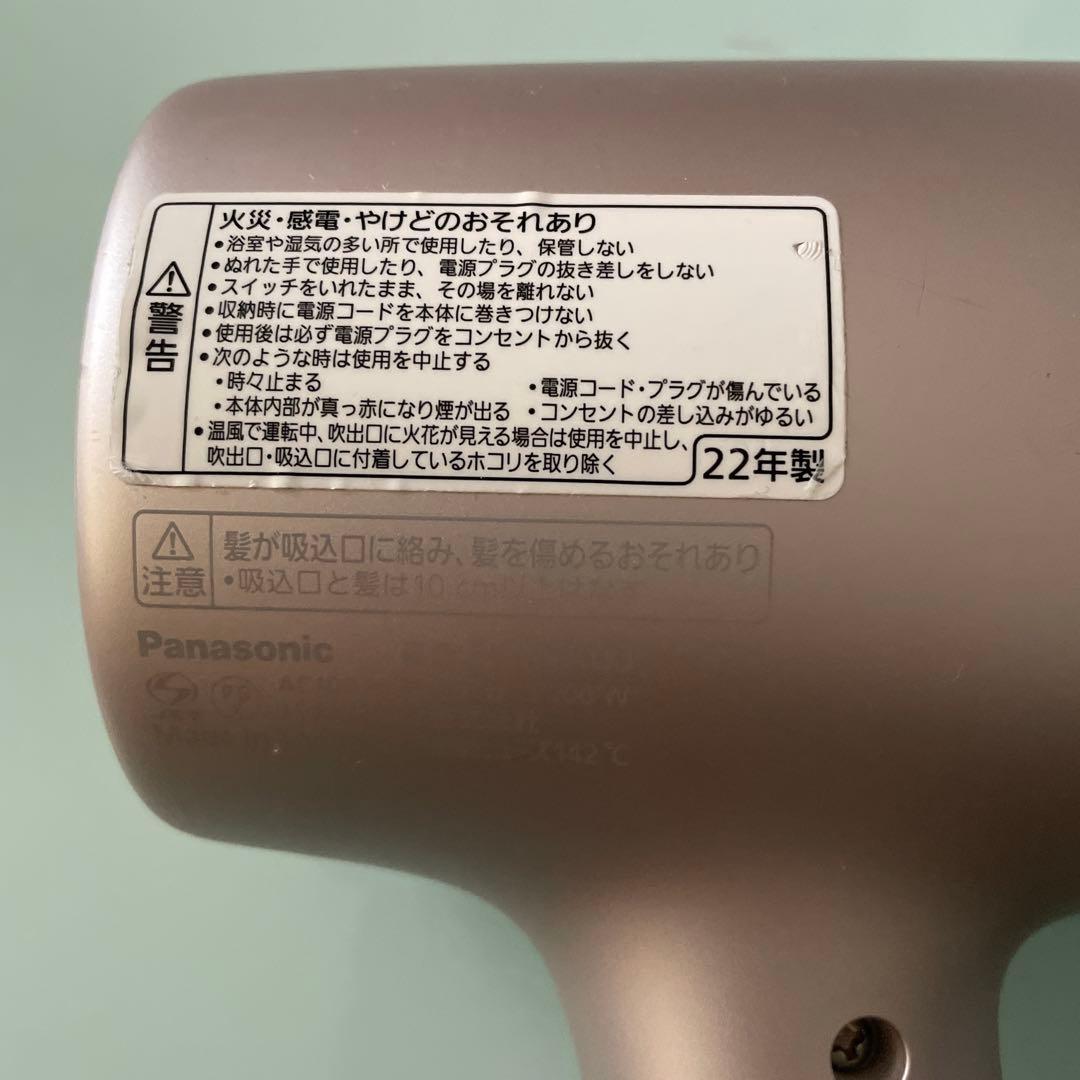 火災・感電・やけどのおそれあり
•浴室や湿気の多い所で使用したり、保管しない
•ぬれた手で使用したり、電源プラグの抜き差しをしない
•スイッチをいれたまま、その場を離れない
•収納時に電源コードを本体に巻きつけない
•使用後は必ず電源プラグをコンセントから抜く
•次のような時は使用を中止する
・時々止まる ・電源コード・プラグが傷んでいる
・本体内部が真っ赤になり煙が出る ・コンセントの差し込みがゆるい
•温風で運転中、吹出口に火花が見える場合は使用を中止し、
吹出口・吸込口に付着しているホコリを取り除く
警告
22年製
注意
髪が吸込口に絡み、髪を傷めるおそれあり
•吸込口と髪は10cm以上
Panasonic
Made in
142℃